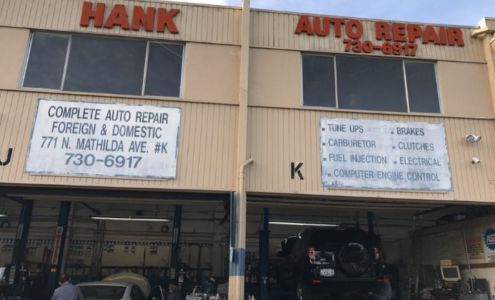 HANK
AUTO REPAIR
730-6917
COMPLETE AUTO REPAIR
FOREIGN & DOMESTIC
771 N. MATHILDA AVE. #K
730-6917
• TUNE UPS
• CARBURETOR
• FUEL INJECTION
• BRAKES
• CLUTCHES
• ELECTRICAL
• COMPUTER ENGINE CONTROL
J
K